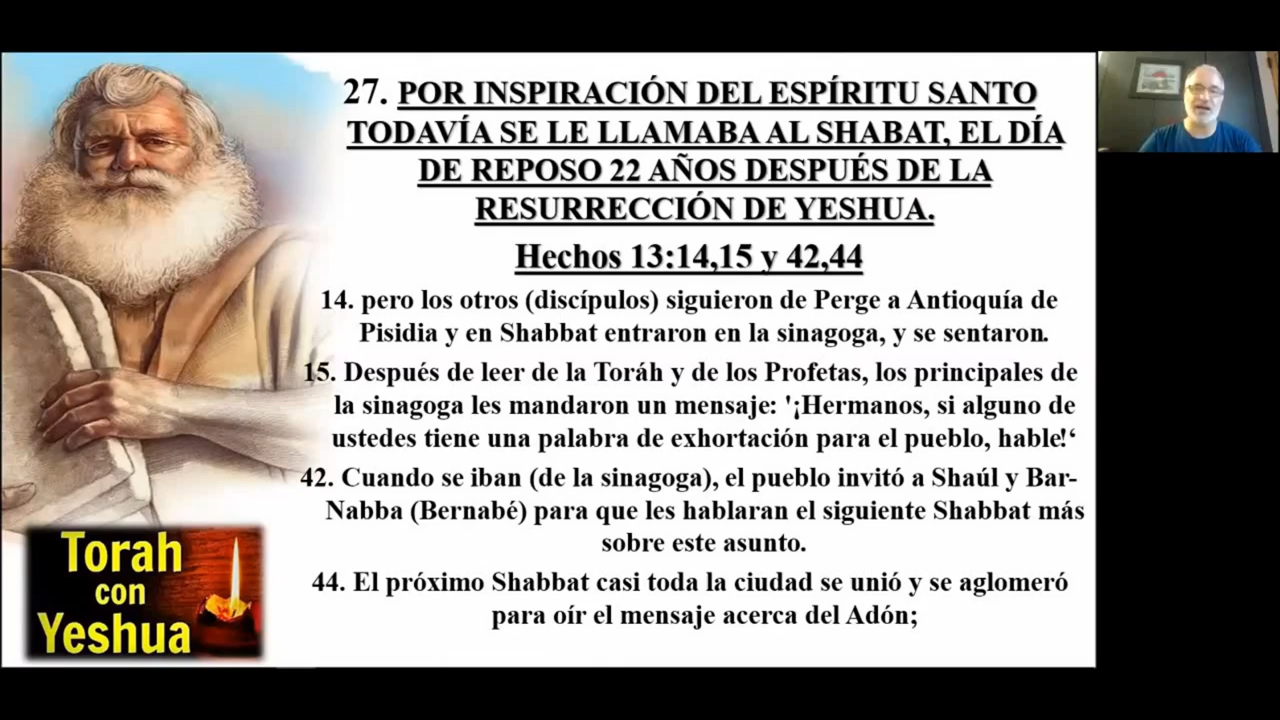 27. POR INSPIRACIÓN DEL ESPÍRITU SANTO
TODAVÍA SE LE LLAMABA AL SHABAT, EL DÍA
DE REPOSO 22 AÑOS DESPUÉS DE LA
RESURRECCIÓN DE YESHUA.
Hechos 13:14,15 y 42,44
14. pero los otros (discípulos) siguieron de Perge a Antioquía de
Pisidia y en Shabbat entraron en la sinagoga, y se sentaron.
15. Después de leer de la Toráh y de los Profetas, los principales de
la sinagoga les mandaron un mensaje: '¡Hermanos, si alguno de
ustedes tiene una palabra de exhortación para el pueblo, hable!‘
42. Cuando se iban (de la sinagoga), el pueblo invitó a Shaúl y Bar-
Nabba (Bernabé) para que les hablaran el siguiente Shabbat más
sobre este asunto.
44. El próximo Shabbat casi toda la ciudad se unió y se aglomeró
para oír el mensaje acerca del Adón;
Torah
con
Yeshua